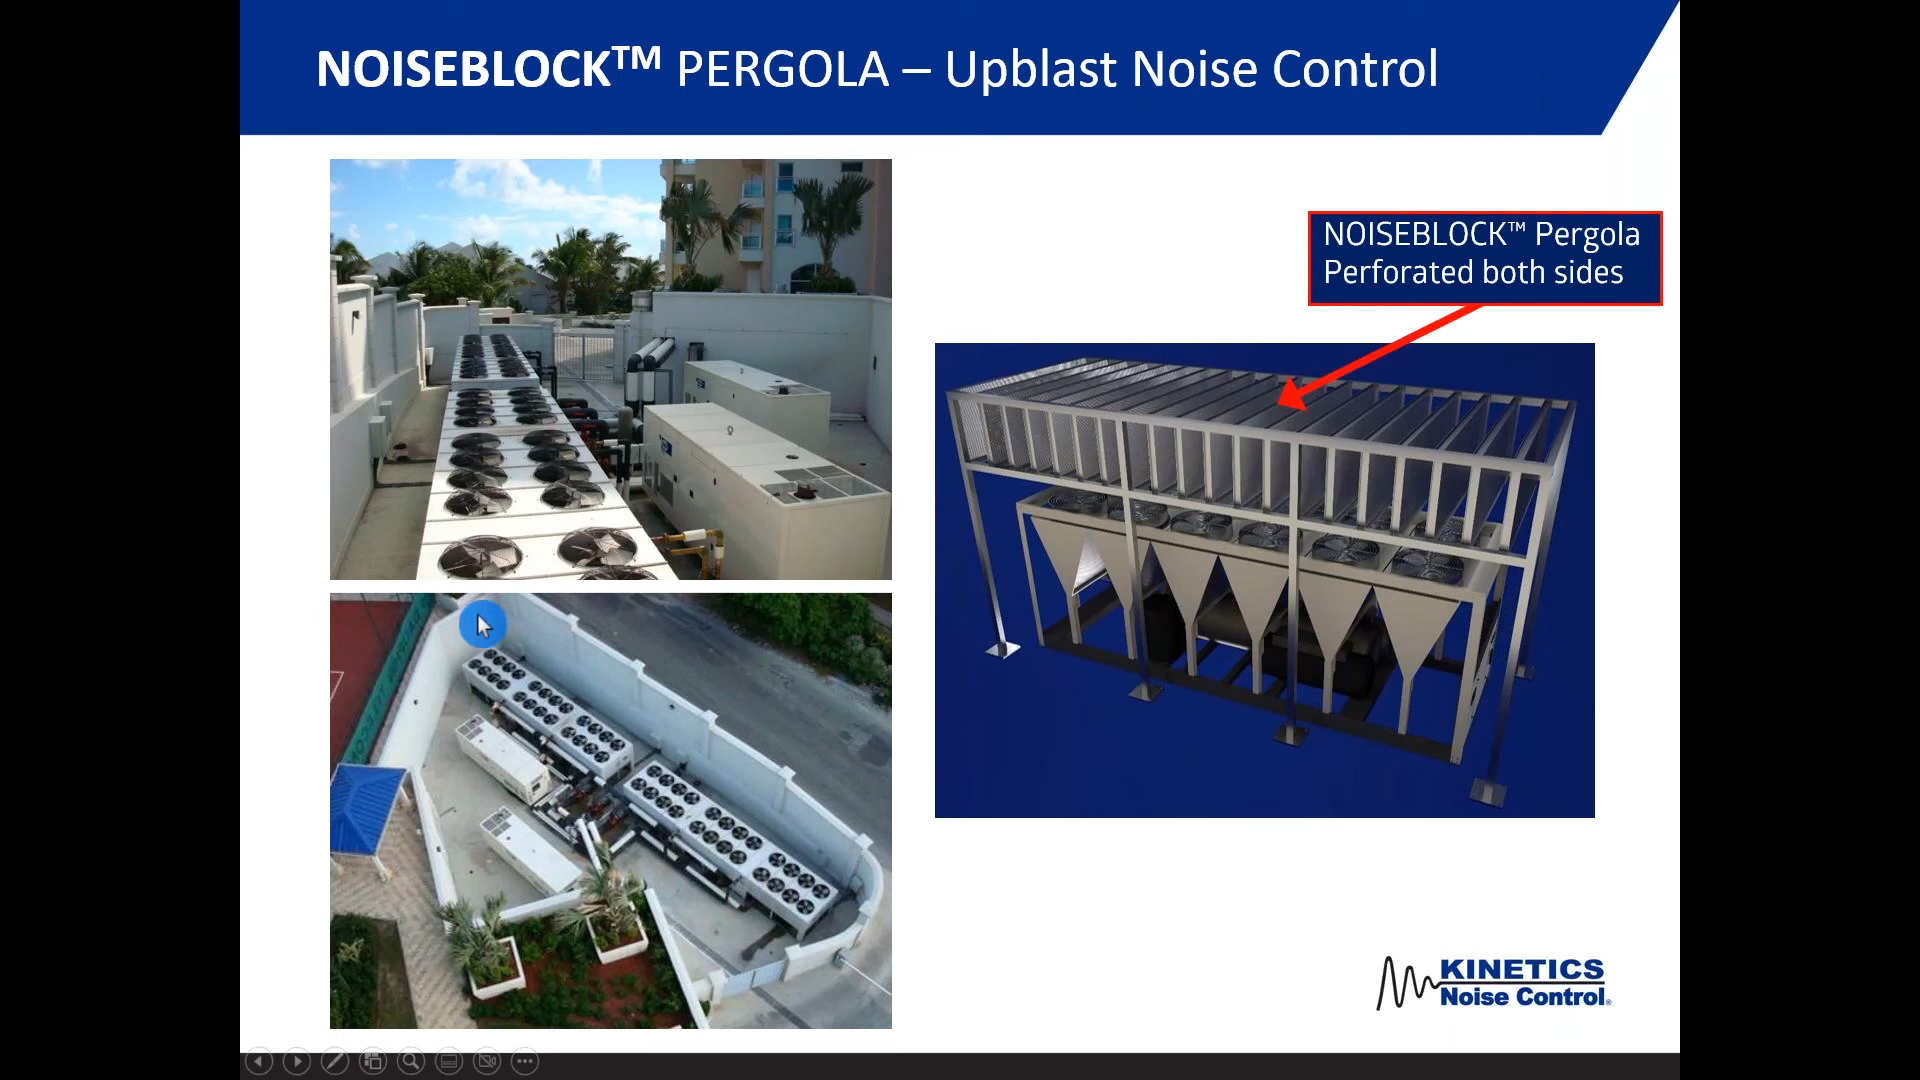 NOISEBLOCK™ PERGOLA – Upblast Noise Control
NOISEBLOCK™ Pergola
Perforated both sides
KINETICS
Noise Control®